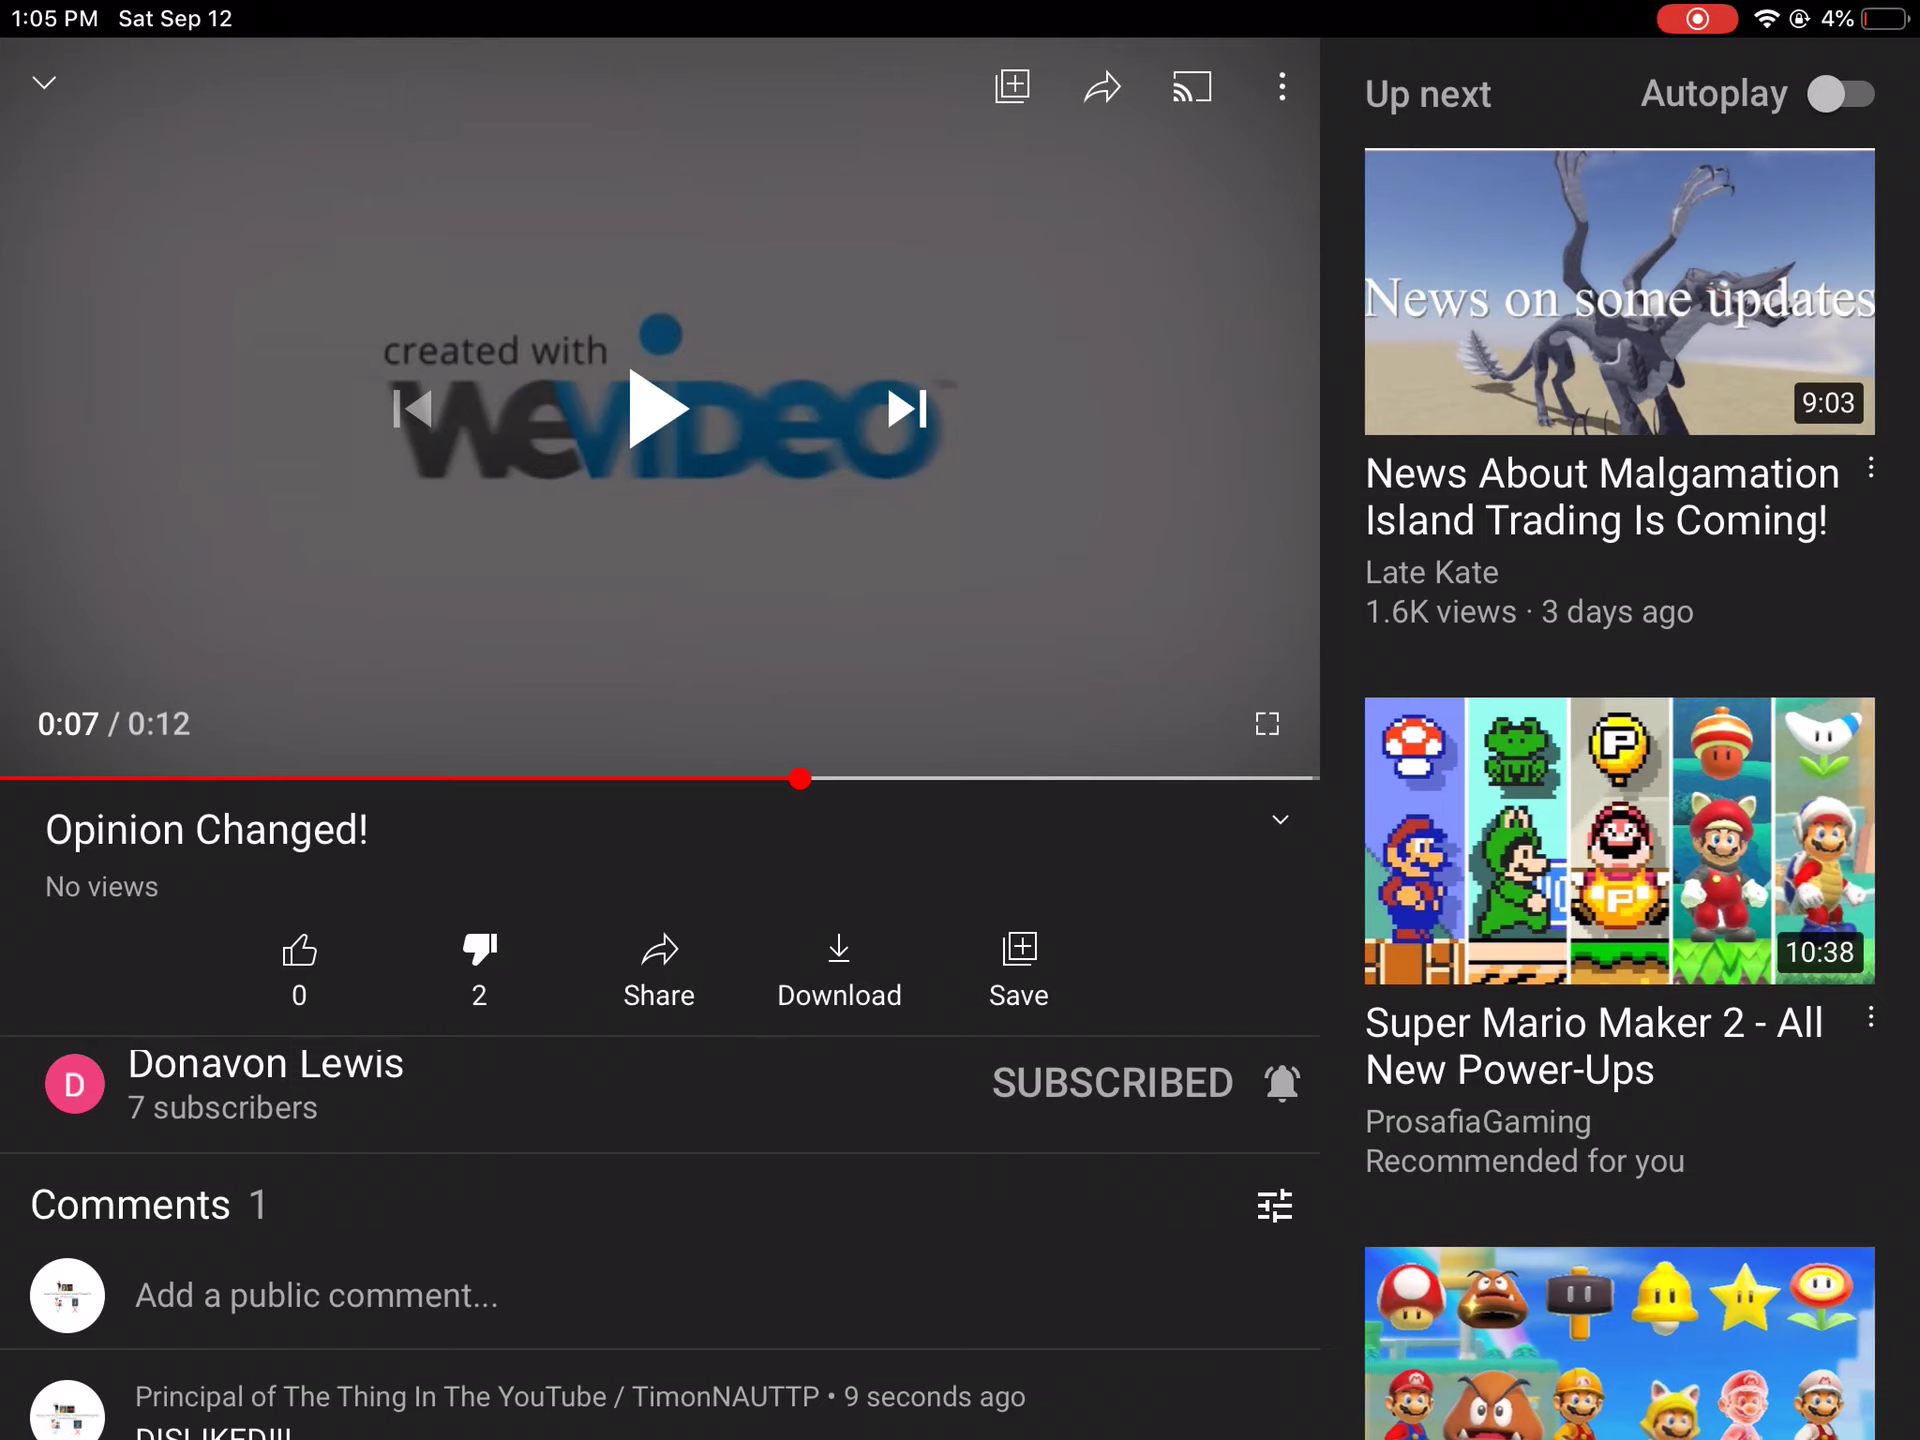 1:05 PM Sat Sep 12
4%
created with
WEVIDEO
0:07 / 0:12
Opinion Changed!
No views
0
2
Share
Download
Save
D
Donavon Lewis
7 subscribers
SUBSCRIBED
Comments 1
Add a public comment...
Principal of The Thing In The YouTube / TimonNAUTTP • 9 seconds ago
DISLIKED!!!
Up next
Autoplay
News on some updates
9:03
News About Malgamation
Island Trading Is Coming!
Late Kate
1.6K views · 3 days ago
P
P
10:38
Super Mario Maker 2 - All
New Power-Ups
ProsafiaGaming
Recommended for you